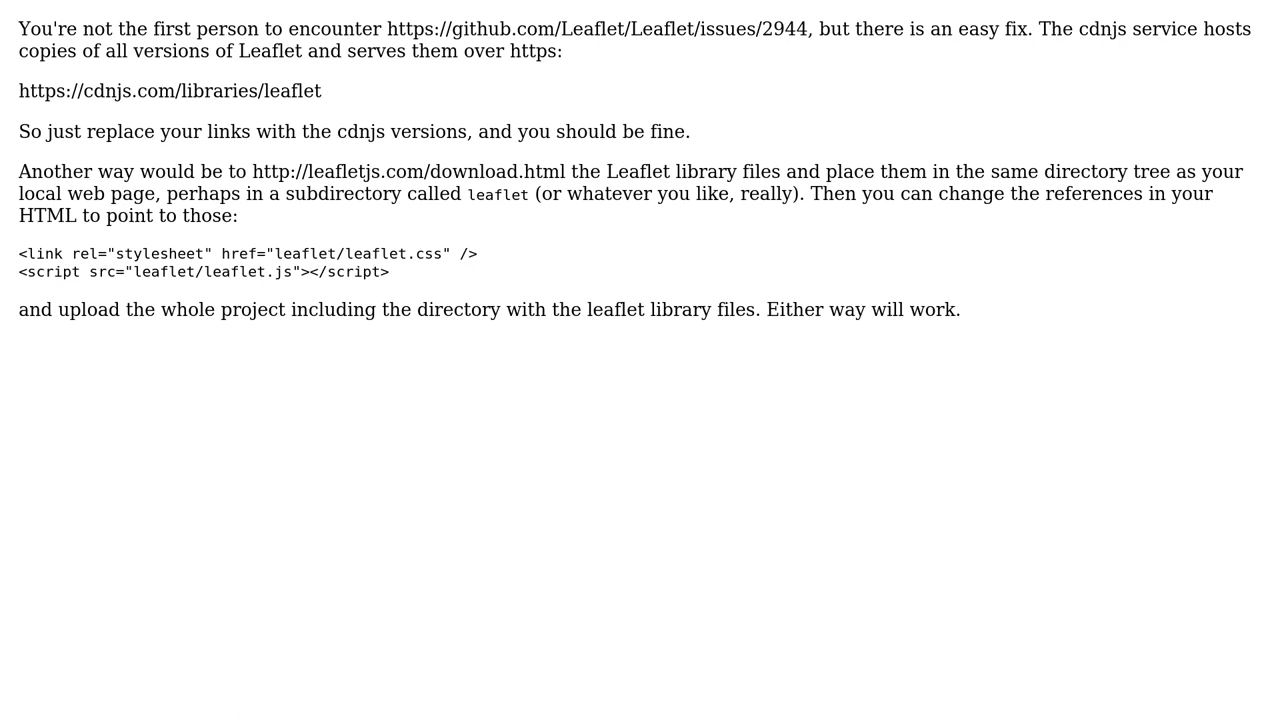 You're not the first person to encounter https://github.com/Leaflet/Leaflet/issues/2944, but there is an easy fix. The cdnjs service hosts
copies of all versions of Leaflet and serves them over https:
https://cdnjs.com/libraries/leaflet
So just replace your links with the cdnjs versions, and you should be fine.
Another way would be to http://leafletjs.com/download.html the Leaflet library files and place them in the same directory tree as your
local web page, perhaps in a subdirectory called leaflet (or whatever you like, really). Then you can change the references in your
HTML to point to those:
<link rel="stylesheet" href="leaflet/leaflet.css" />
<script src="leaflet/leaflet.js"></script>
and upload the whole project including the directory with the leaflet library files. Either way will work.